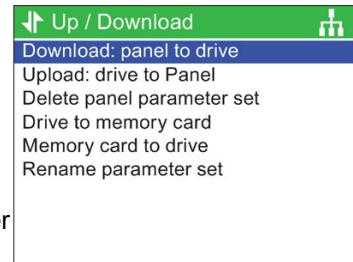 Up / Download
Download: panel to drive
Upload: drive to Panel
Delete panel parameter set
Drive to memory card
Memory card to drive
Rename parameter set
er